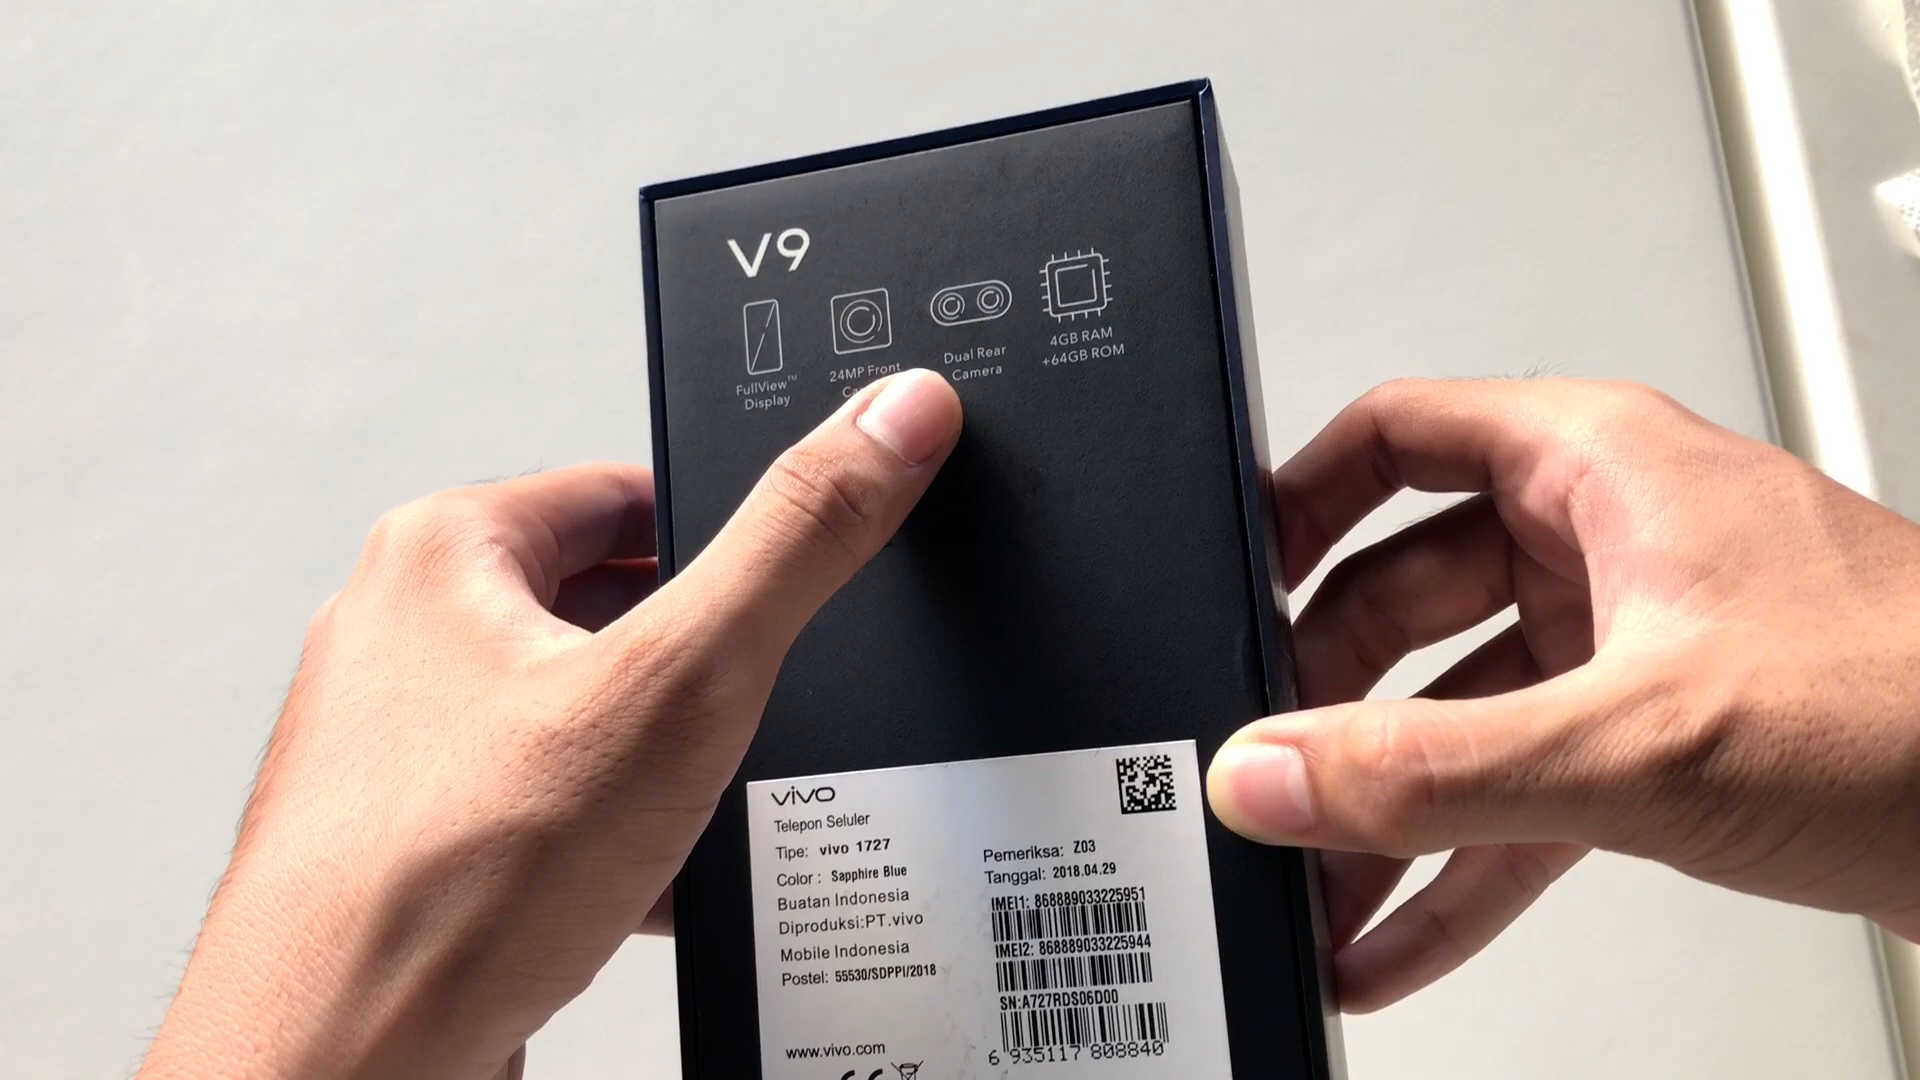 V9
FullView™
Display
24MP Front
Dual Rear
Camera
4GB RAM
+64GB ROM
vivo
Telepon Seluler
Tipe: vivo 1727
Color : Sapphire Blue
Buatan Indonesia
Diproduksi:PT.vivo
Mobile Indonesia
Postel: 55530/SDPPI/2018
www.vivo.com
Pemeriksa: Z03
Tanggal: 2018.04.29
IMEI1: 868889033225951
IMEI2: 868889033225944
SN:A727RDS06D00
6 935117 808840